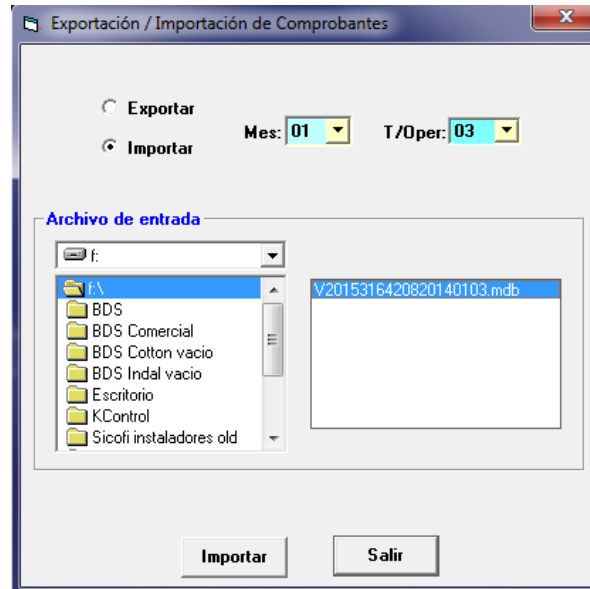 Exportación / Importación de Comprobantes
Exportar
Importar
Mes: 01
T/Oper: 03
Archivo de entrada
f:
f:\
BDS
BDS Comercial
BDS Cotton vacio
BDS Indal vacio
Escritorio
KControl
Sicofi instaladores old
V2015316420820140103.mdb
Importar
Salir